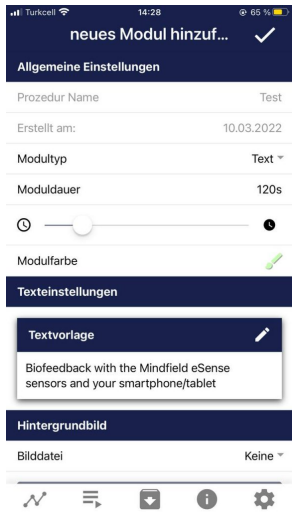 Turkcell 14:28 65 %
neues Modul hinzuf...
Allgemeine Einstellungen
Prozedur Name Test
Erstellt am: 10.03.2022
Modultyp Text
Moduldauer 120s
Modulfarbe
Texteinstellungen
Textvorlage
Biofeedback with the Mindfield eSense
sensors and your smartphone/tablet
Hintergrundbild
Bilddatei Keine